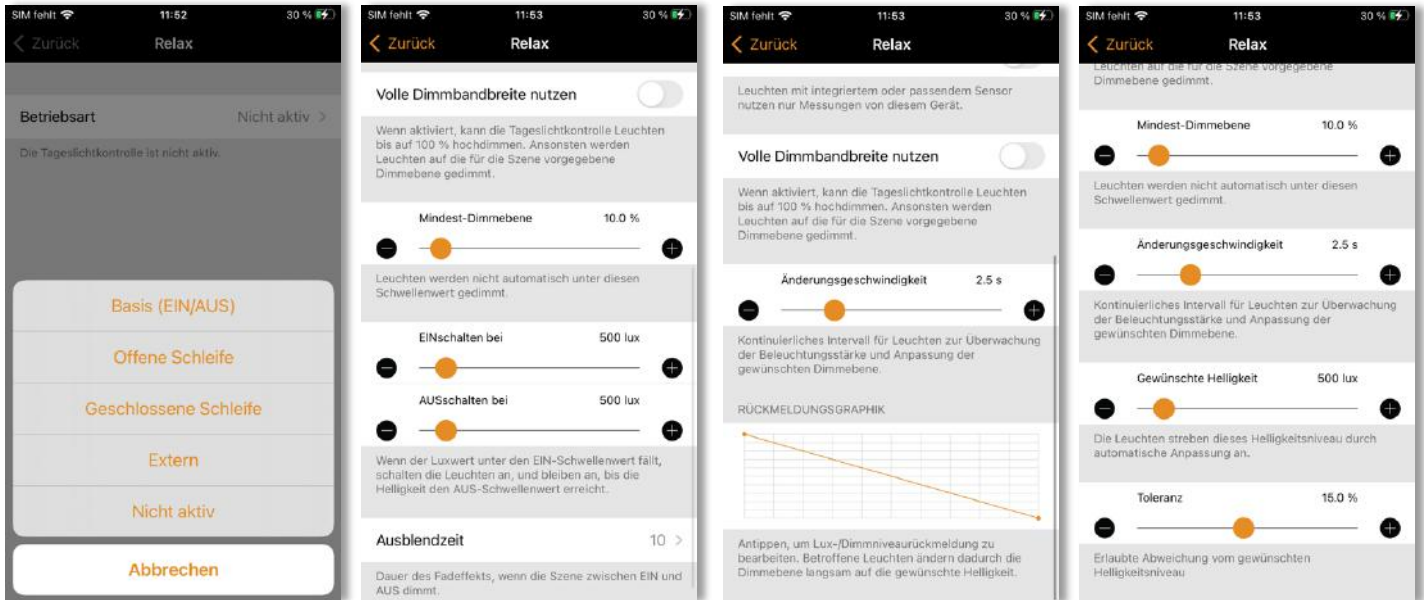 SIM fehlt 11:52 30 %
Zurück Relax
Betriebsart Nicht aktiv
Die Tageslichtkontrolle ist nicht aktiv.
Basis (EIN/AUS)
Offene Schleife
Geschlossene Schleife
Extern
Nicht aktiv
Abbrechen
SIM fehlt 11:53 30 %
Zurück Relax
Volle Dimmbandbreite nutzen
Wenn aktiviert, kann die Tageslichtkontrolle Leuchten
bis auf 100 % hochdimmen. Ansonsten werden
Leuchten auf die für die Szene vorgegebene
Dimmebene gedimmt.
Mindest-Dimmebene 10.0 %
Leuchten werden nicht automatisch unter diesen
Schwellenwert gedimmt.
EINschalten bei 500 lux
AUSschalten bei 500 lux
Wenn der Luxwert unter den EIN-Schwellenwert fällt,
schalten die Leuchten an, und bleiben an, bis die
Helligkeit den AUS-Schwellenwert erreicht.
Ausblendzeit 10
Dauer des Fadeffekts, wenn die Szene zwischen EIN und
AUS dimmt.
SIM fehlt 11:53 30 %
Zurück Relax
Leuchten mit integriertem oder passendem Sensor
nutzen nur Messungen von diesem Gerät.
Volle Dimmbandbreite nutzen
Wenn aktiviert, kann die Tageslichtkontrolle Leuchten
bis auf 100 % hochdimmen. Ansonsten werden
Leuchten auf die für die Szene vorgegebene
Dimmebene gedimmt.
Änderungsgeschwindigkeit 2.5 s
Kontinuierliches Intervall für Leuchten zur Überwachung
der Beleuchtungsstärke und Anpassung der
gewünschten Dimmebene.
RÜCKMELDUNGSGRAPHIK
Antippen, um Lux-/Dimmniveaurückmeldung zu
bearbeiten. Betroffene Leuchten ändern dadurch die
Dimmebene langsam auf die gewünschte Helligkeit.
SIM fehlt 11:53 30 %
Zurück Relax
Leuchten auf die für die Szene vorgegebene
Dimmebene gedimmt.
Mindest-Dimmebene 10.0 %
Leuchten werden nicht automatisch unter diesen
Schwellenwert gedimmt.
Änderungsgeschwindigkeit 2.5 s
Kontinuierliches Intervall für Leuchten zur Überwachung
der Beleuchtungsstärke und Anpassung der
gewünschten Dimmebene.
Gewünschte Helligkeit 500 lux
Die Leuchten streben dieses Helligkeitsniveau durch
automatische Anpassung an.
Toleranz 15.0 %
Erlaubte Abweichung vom gewünschten
Helligkeitsniveau